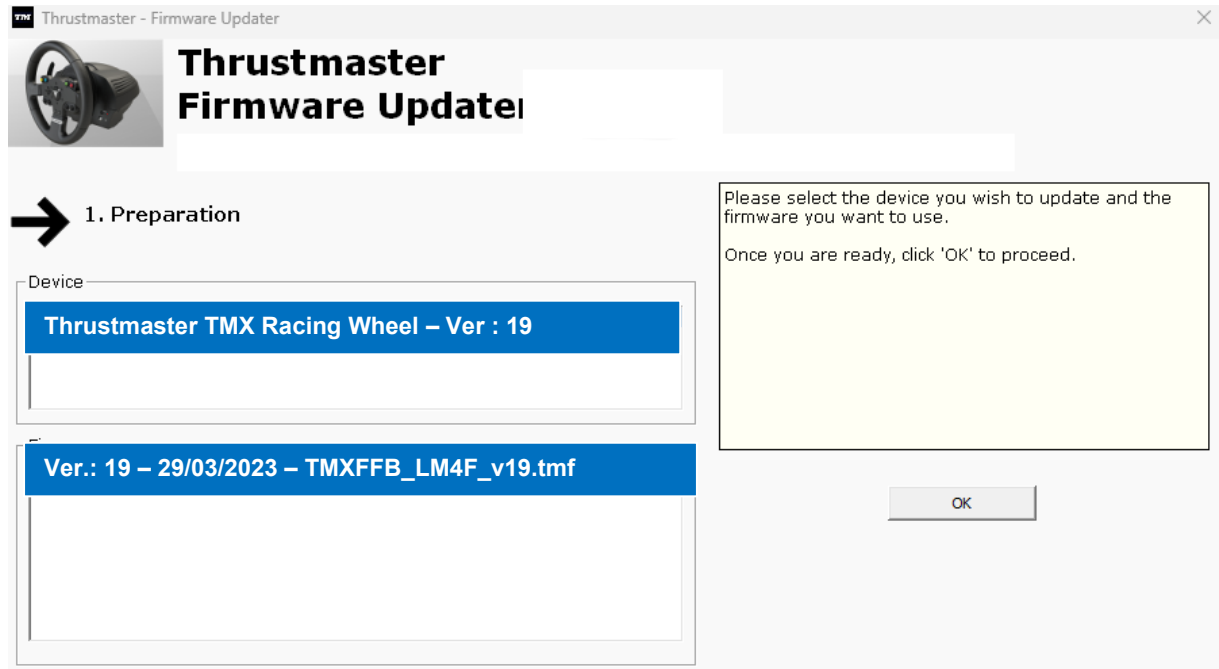 Thrustmaster - Firmware Updater
Thrustmaster
Firmware Updater
1. Preparation
Please select the device you wish to update and the
firmware you want to use.
Once you are ready, click 'OK' to proceed.
Device
Thrustmaster TMX Racing Wheel – Ver : 19
Ver.: 19 – 29/03/2023 – TMXFFB_LM4F_v19.tmf
OK